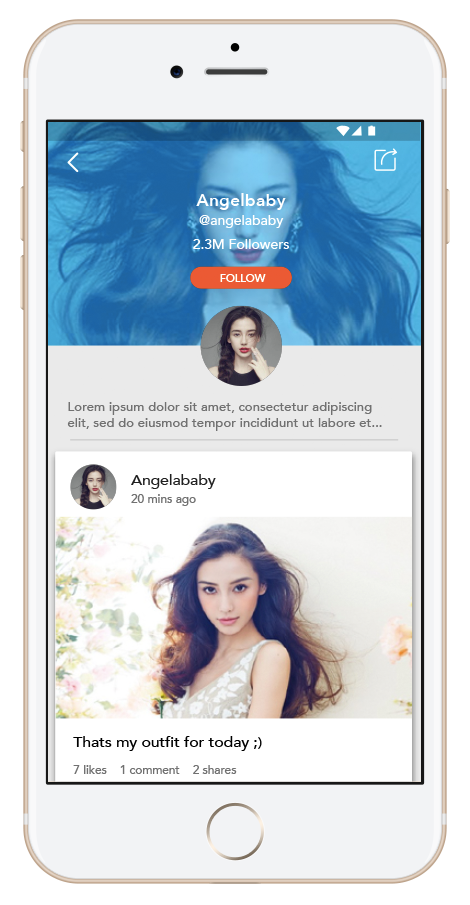 Angelbaby
@angelababy
2.3M Followers
FOLLOW
Lorem ipsum dolor sit amet, consectetur adipiscing
elit, sed do eiusmod tempor incididunt ut labore et...
Angelababy
20 mins ago
Thats my outfit for today ;)
7 likes 1 comment 2 shares